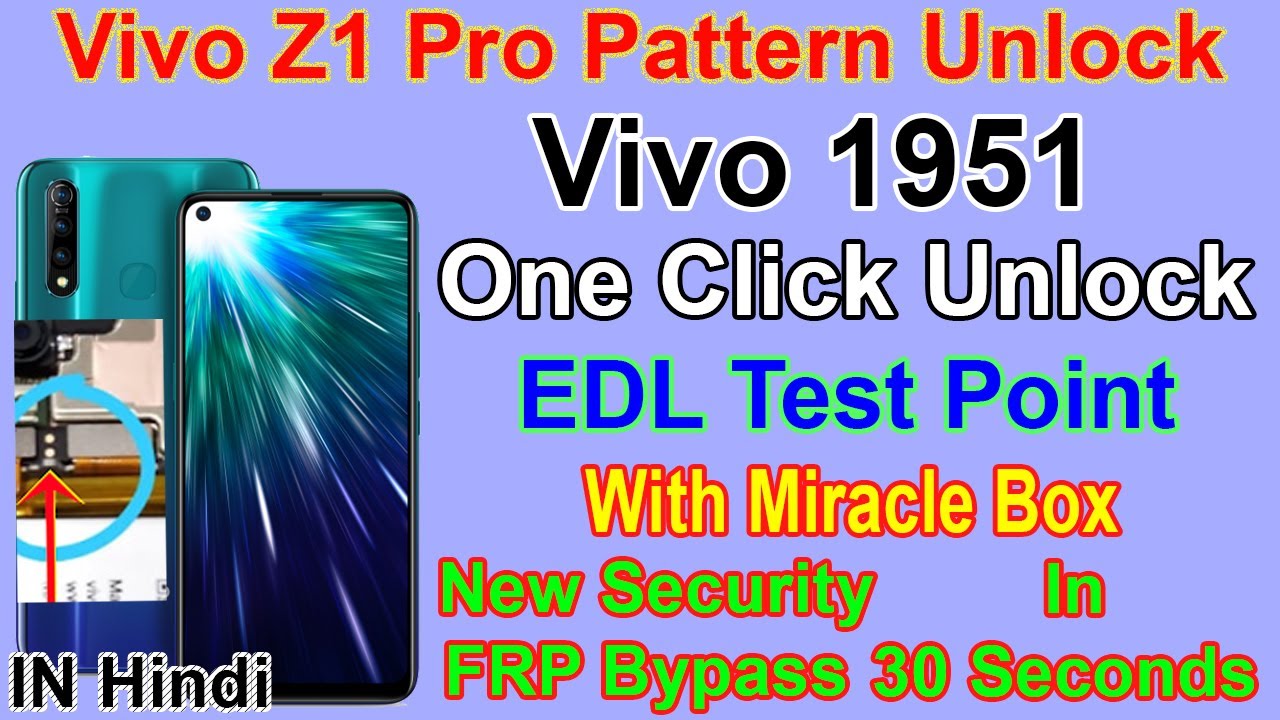 Vivo Z1 Pro Pattern Unlock
Vivo 1951
One Click Unlock
EDL Test Point
With Miracle Box
New Security In
FRP Bypass 30 Seconds
IN Hindi